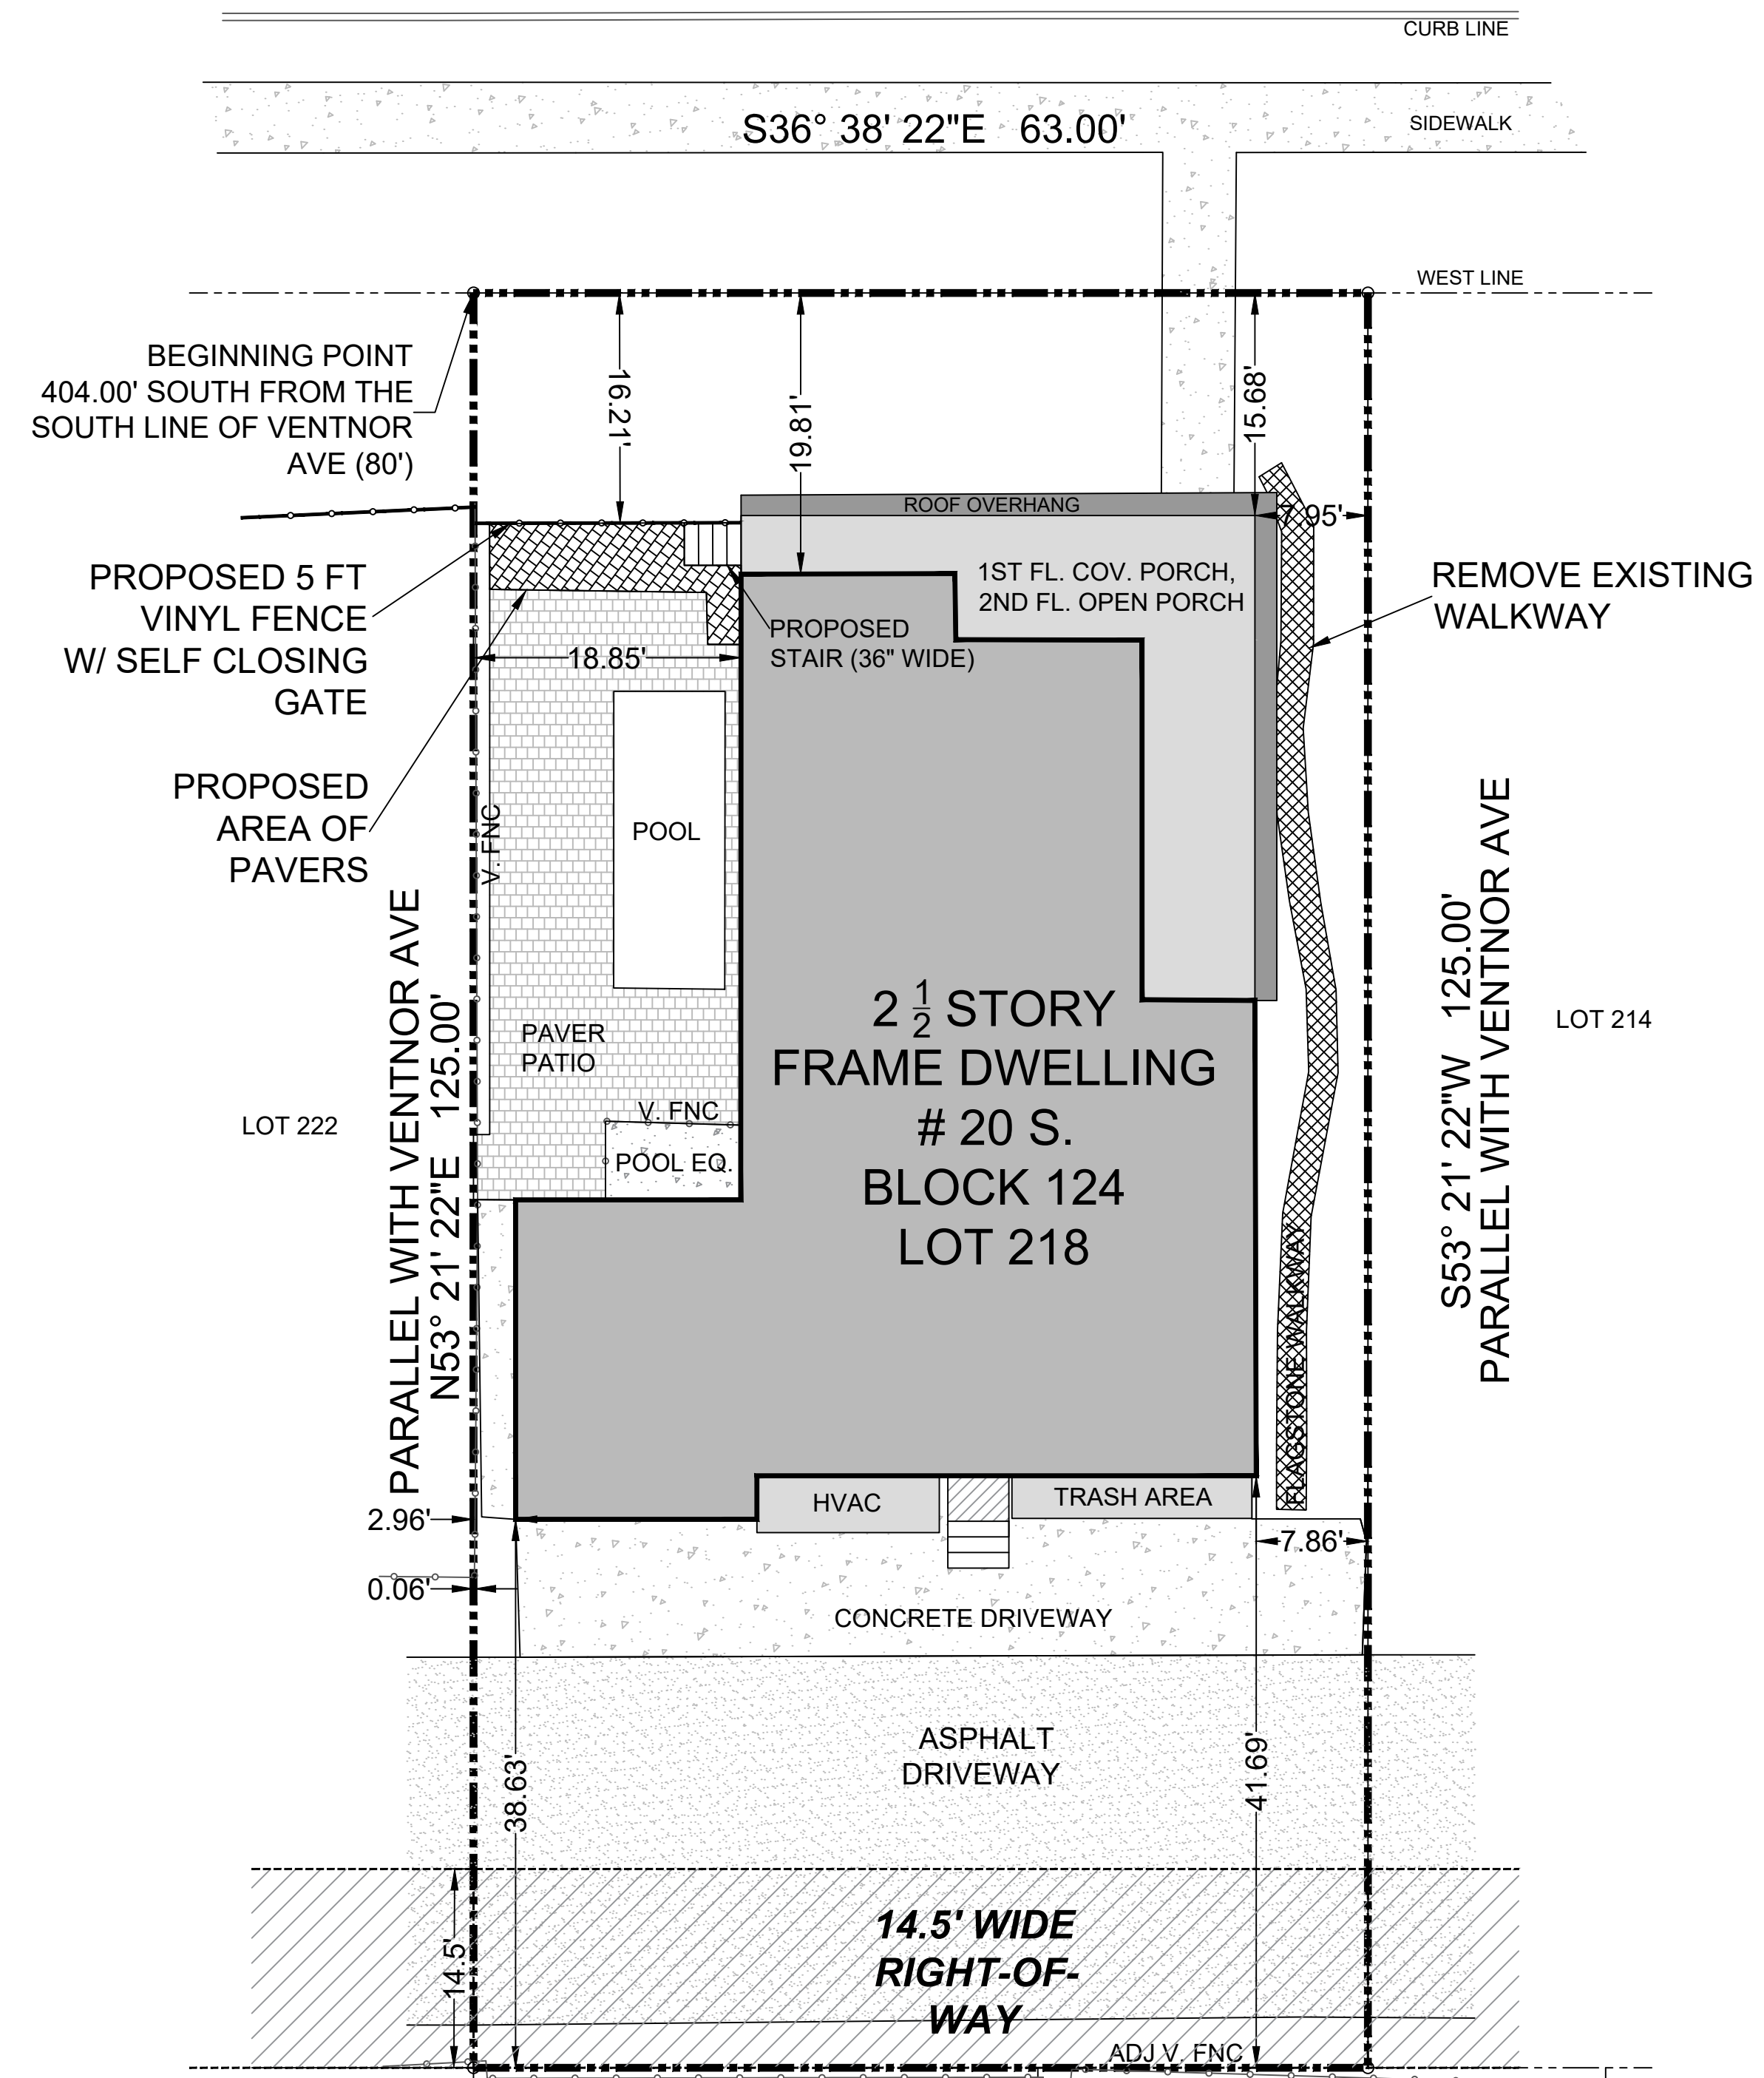 CURB LINE
S36° 38' 22"E 63.00'
SIDEWALK
WEST LINE
BEGINNING POINT
404.00' SOUTH FROM THE
SOUTH LINE OF VENTNOR
AVE (80')
16.21'
19.81'
15.68'
ROOF OVERHANG
7.95'
PROPOSED 5 FT
VINYL FENCE
W/ SELF CLOSING
GATE
1ST FL. COV. PORCH,
2ND FL. OPEN PORCH
REMOVE EXISTING
WALKWAY
PROPOSED
STAIR (36" WIDE)
18.85'
PROPOSED
AREA OF
PAVERS
V. FNC
POOL
PARALLEL WITH VENTNOR AVE
N53° 21' 22"E 125.00'
PAVER
PATIO
V. FNC
POOL EQ.
2 1/2 STORY
FRAME DWELLING
# 20 S.
BLOCK 124
LOT 218
S53° 21' 22"W 125.00'
PARALLEL WITH VENTNOR AVE
LOT 214
LOT 222
FLAGSTONE WALKWAY
HVAC
TRASH AREA
2.96'
7.86'
0.06'
CONCRETE DRIVEWAY
ASPHALT
DRIVEWAY
38.63'
41.69'
14.5'
14.5' WIDE
RIGHT-OF-
WAY
ADJ V. FNC